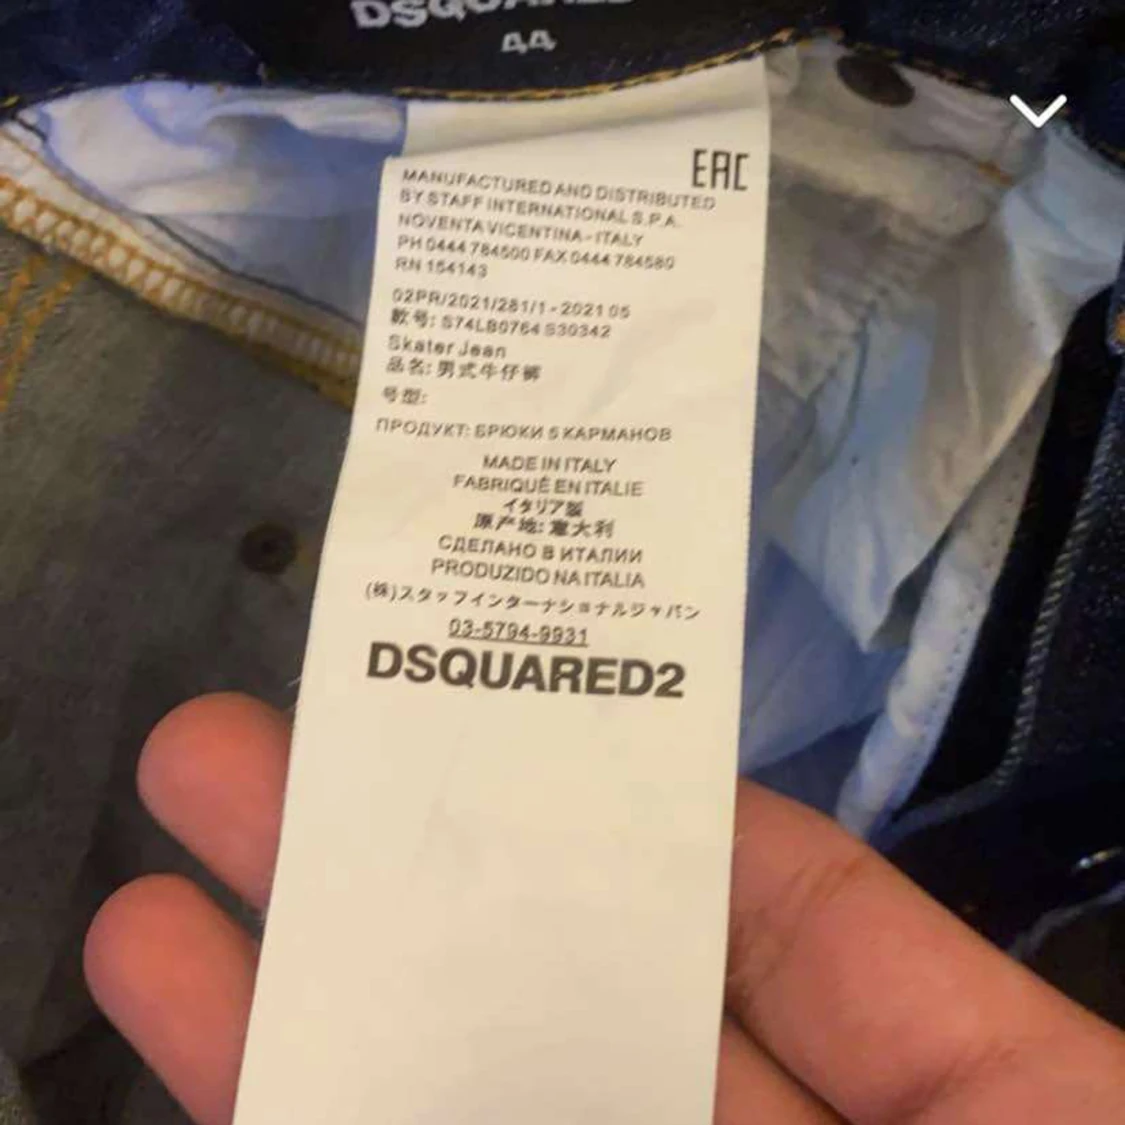 DSQUARED
44
EAC
MANUFACTURED AND DISTRIBUTED
BY STAFF INTERNATIONAL S.P.A.
NOVENTA VICENTINA - ITALY
PH 0444 784500 FAX 0444 784580
RN 154143
02PR/2021/281/1 - 2021 05
款号: S74LB0764 S30342
Skater Jean
品名: 男式牛仔裤
号型:
ПРОДУКТ: БРЮКИ 5 КАРМАНОВ
MADE IN ITALY
FABRIQUÉ EN ITALIE
イタリア製
原产地: 意大利
СДЕЛАНО В ИТАЛИИ
PRODUZIDO NA ITALIA
(株)スタッフインターナショナルジャパン
03-5794-9931
DSQUARED2